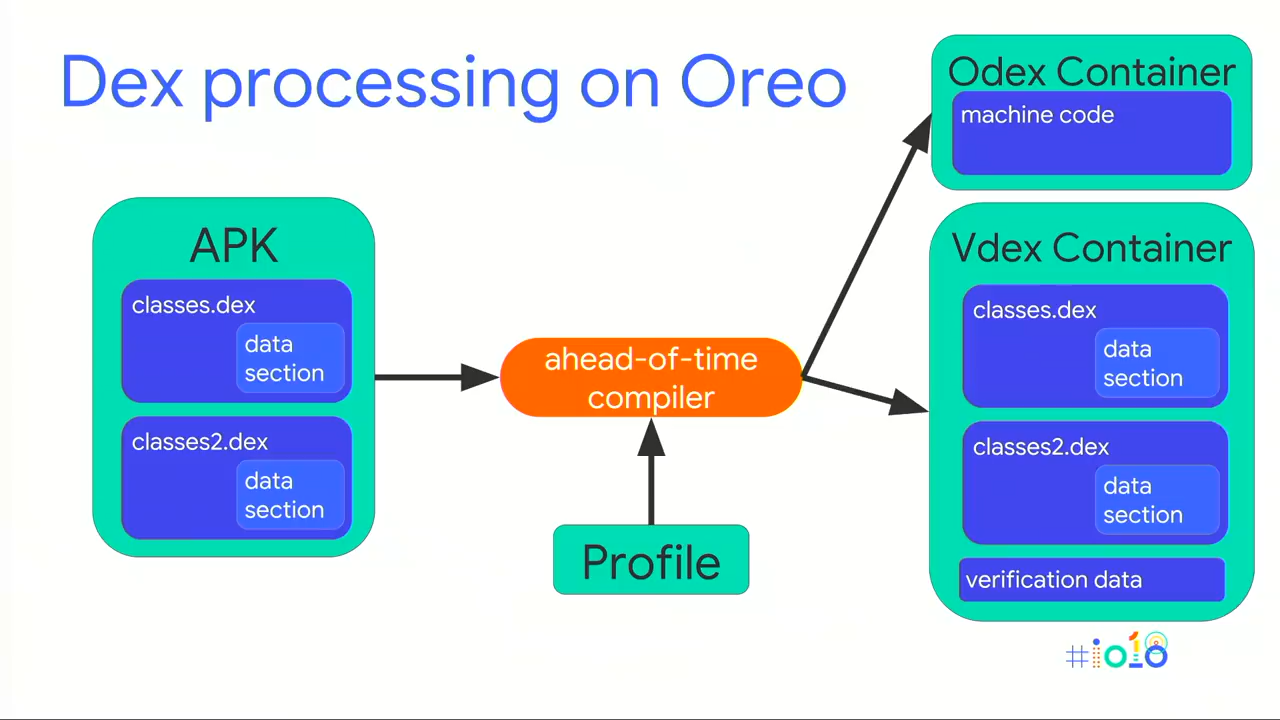 Dex processing on Oreo
APK
classes.dex
data
section
classes2.dex
data
section
ahead-of-time
compiler
Profile
Odex Container
machine code
Vdex Container
classes.dex
data
section
classes2.dex
data
section
verification data
#io18